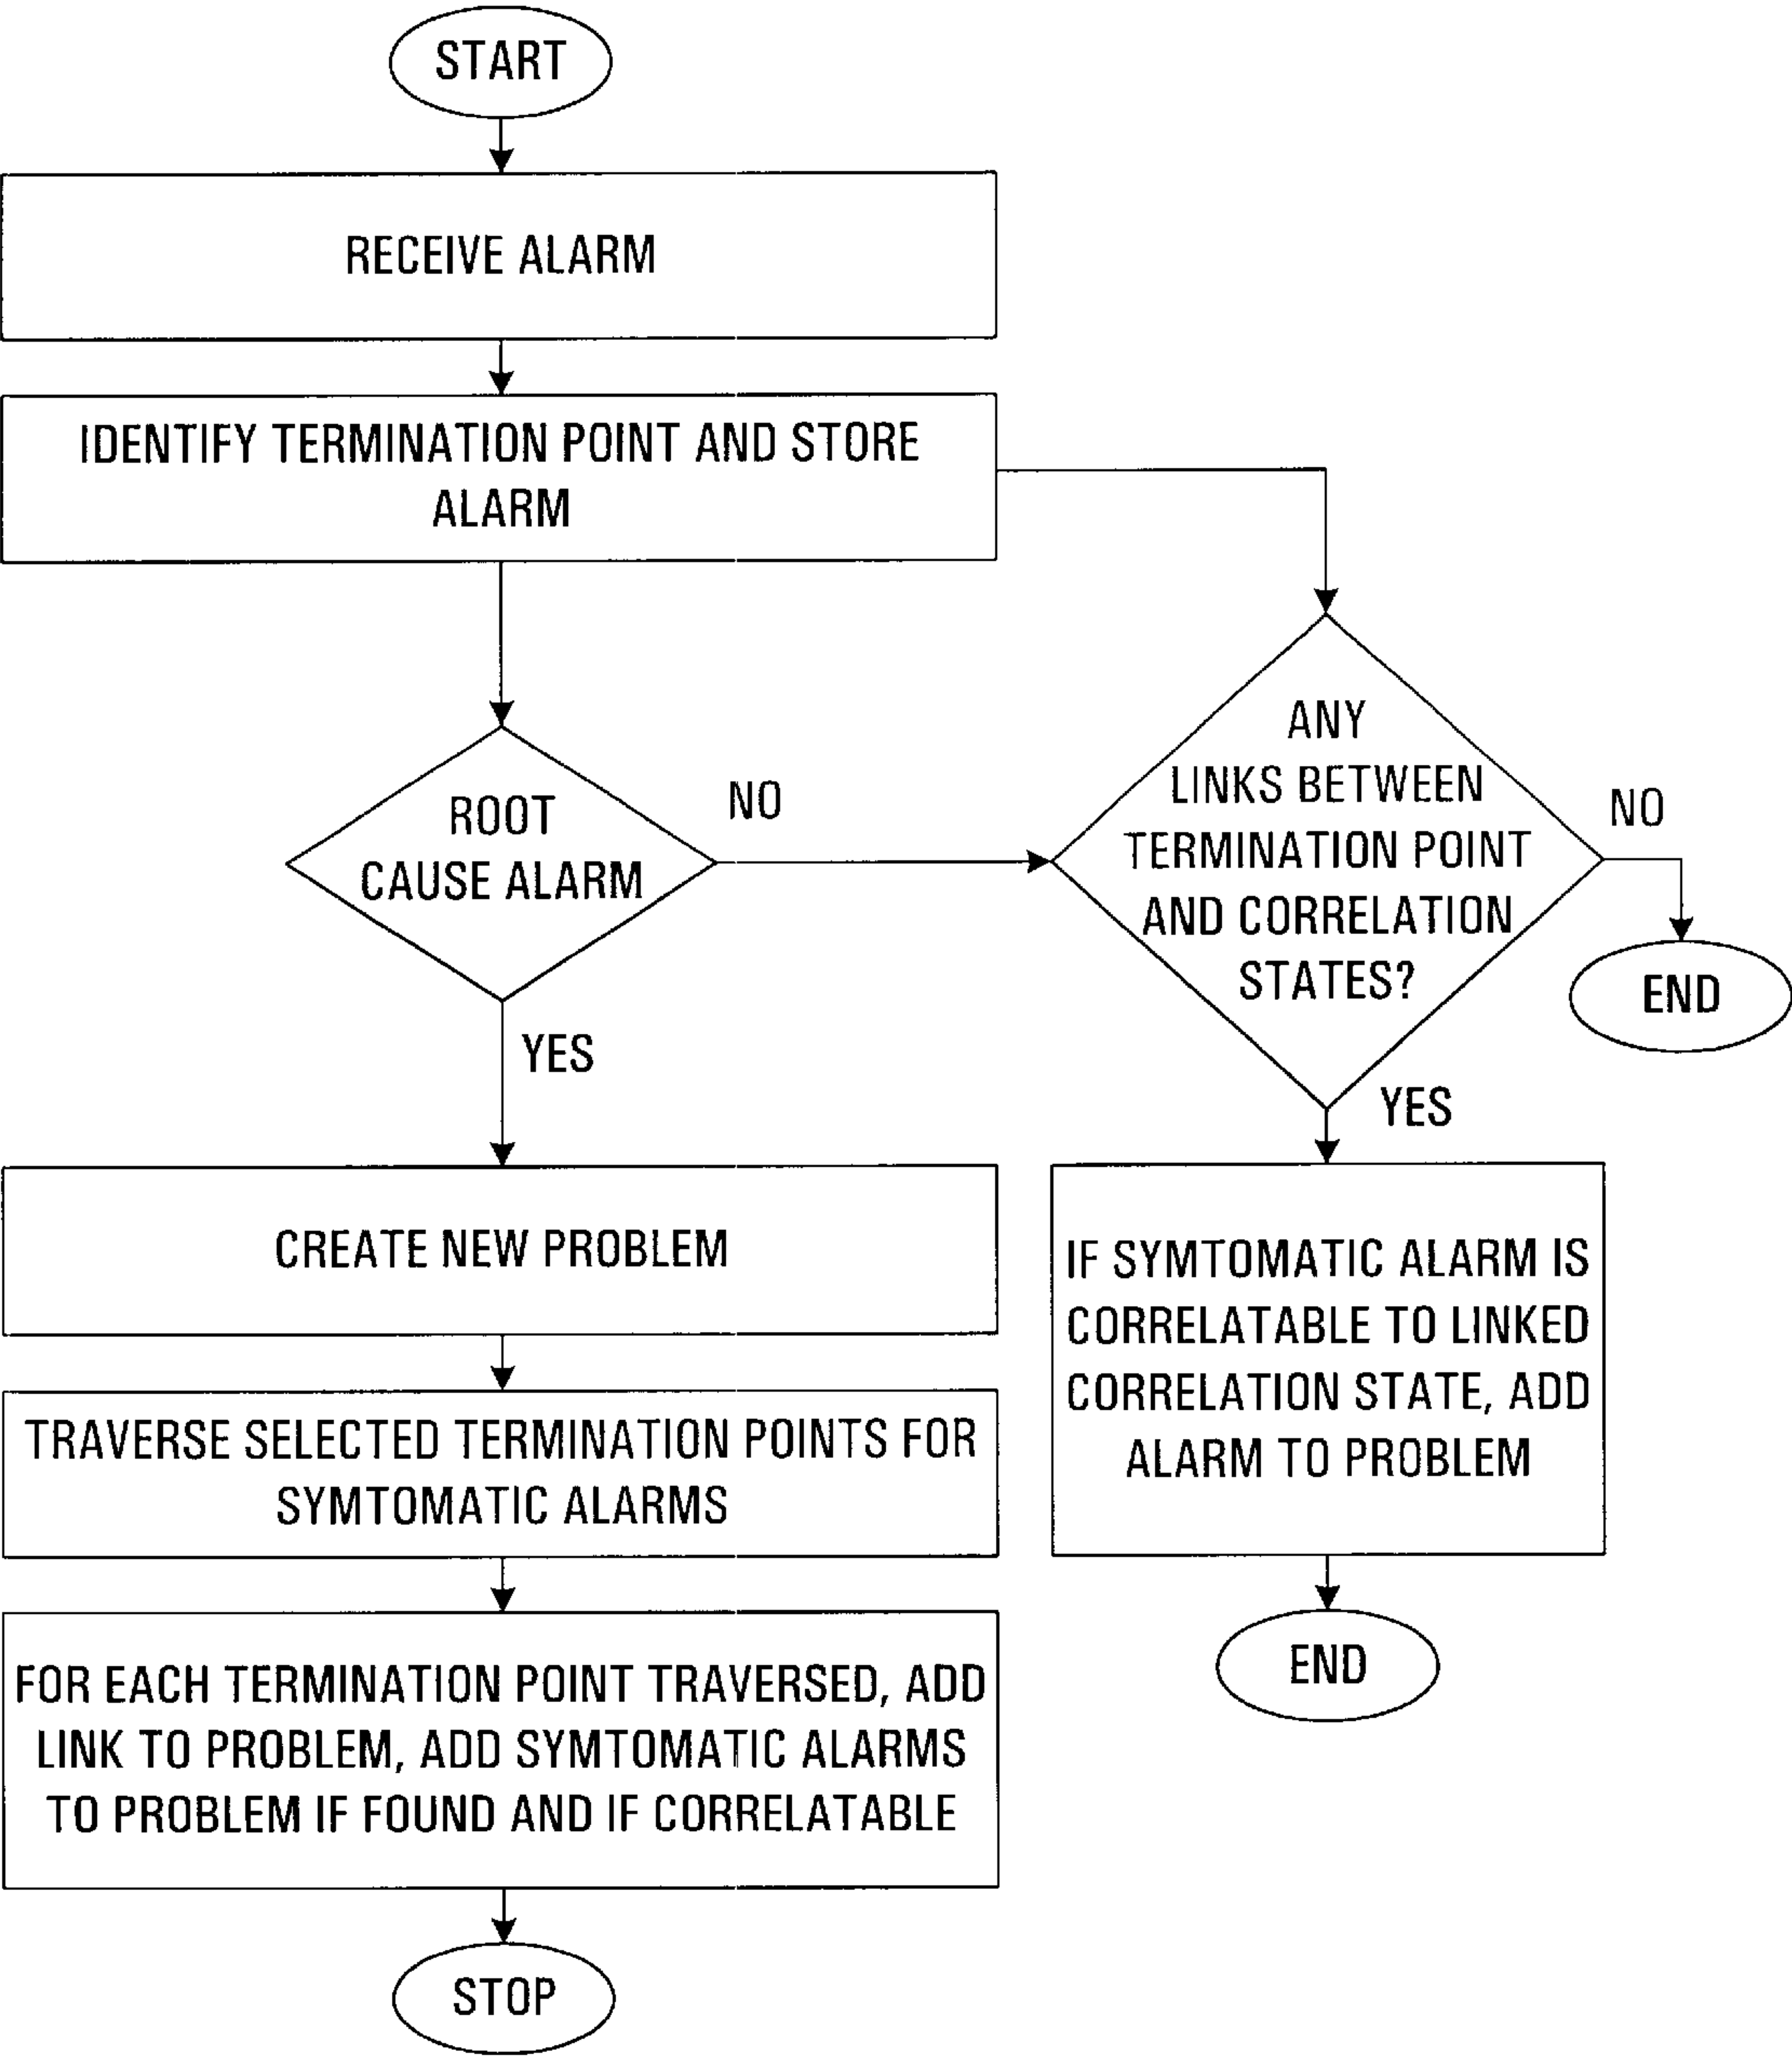 START
RECEIVE ALARM
IDENTIFY TERMINATION POINT AND STORE
ALARM
ROOT
CAUSE ALARM
NO
YES
ANY
LINKS BETWEEN
TERMINATION POINT
AND CORRELATION
STATES?
NO
END
YES
CREATE NEW PROBLEM
IF SYMTOMATIC ALARM IS
CORRELATABLE TO LINKED
CORRELATION STATE, ADD
ALARM TO PROBLEM
END
TRAVERSE SELECTED TERMINATION POINTS FOR
SYMTOMATIC ALARMS
FOR EACH TERMINATION POINT TRAVERSED, ADD
LINK TO PROBLEM, ADD SYMTOMATIC ALARMS
TO PROBLEM IF FOUND AND IF CORRELATABLE
STOP